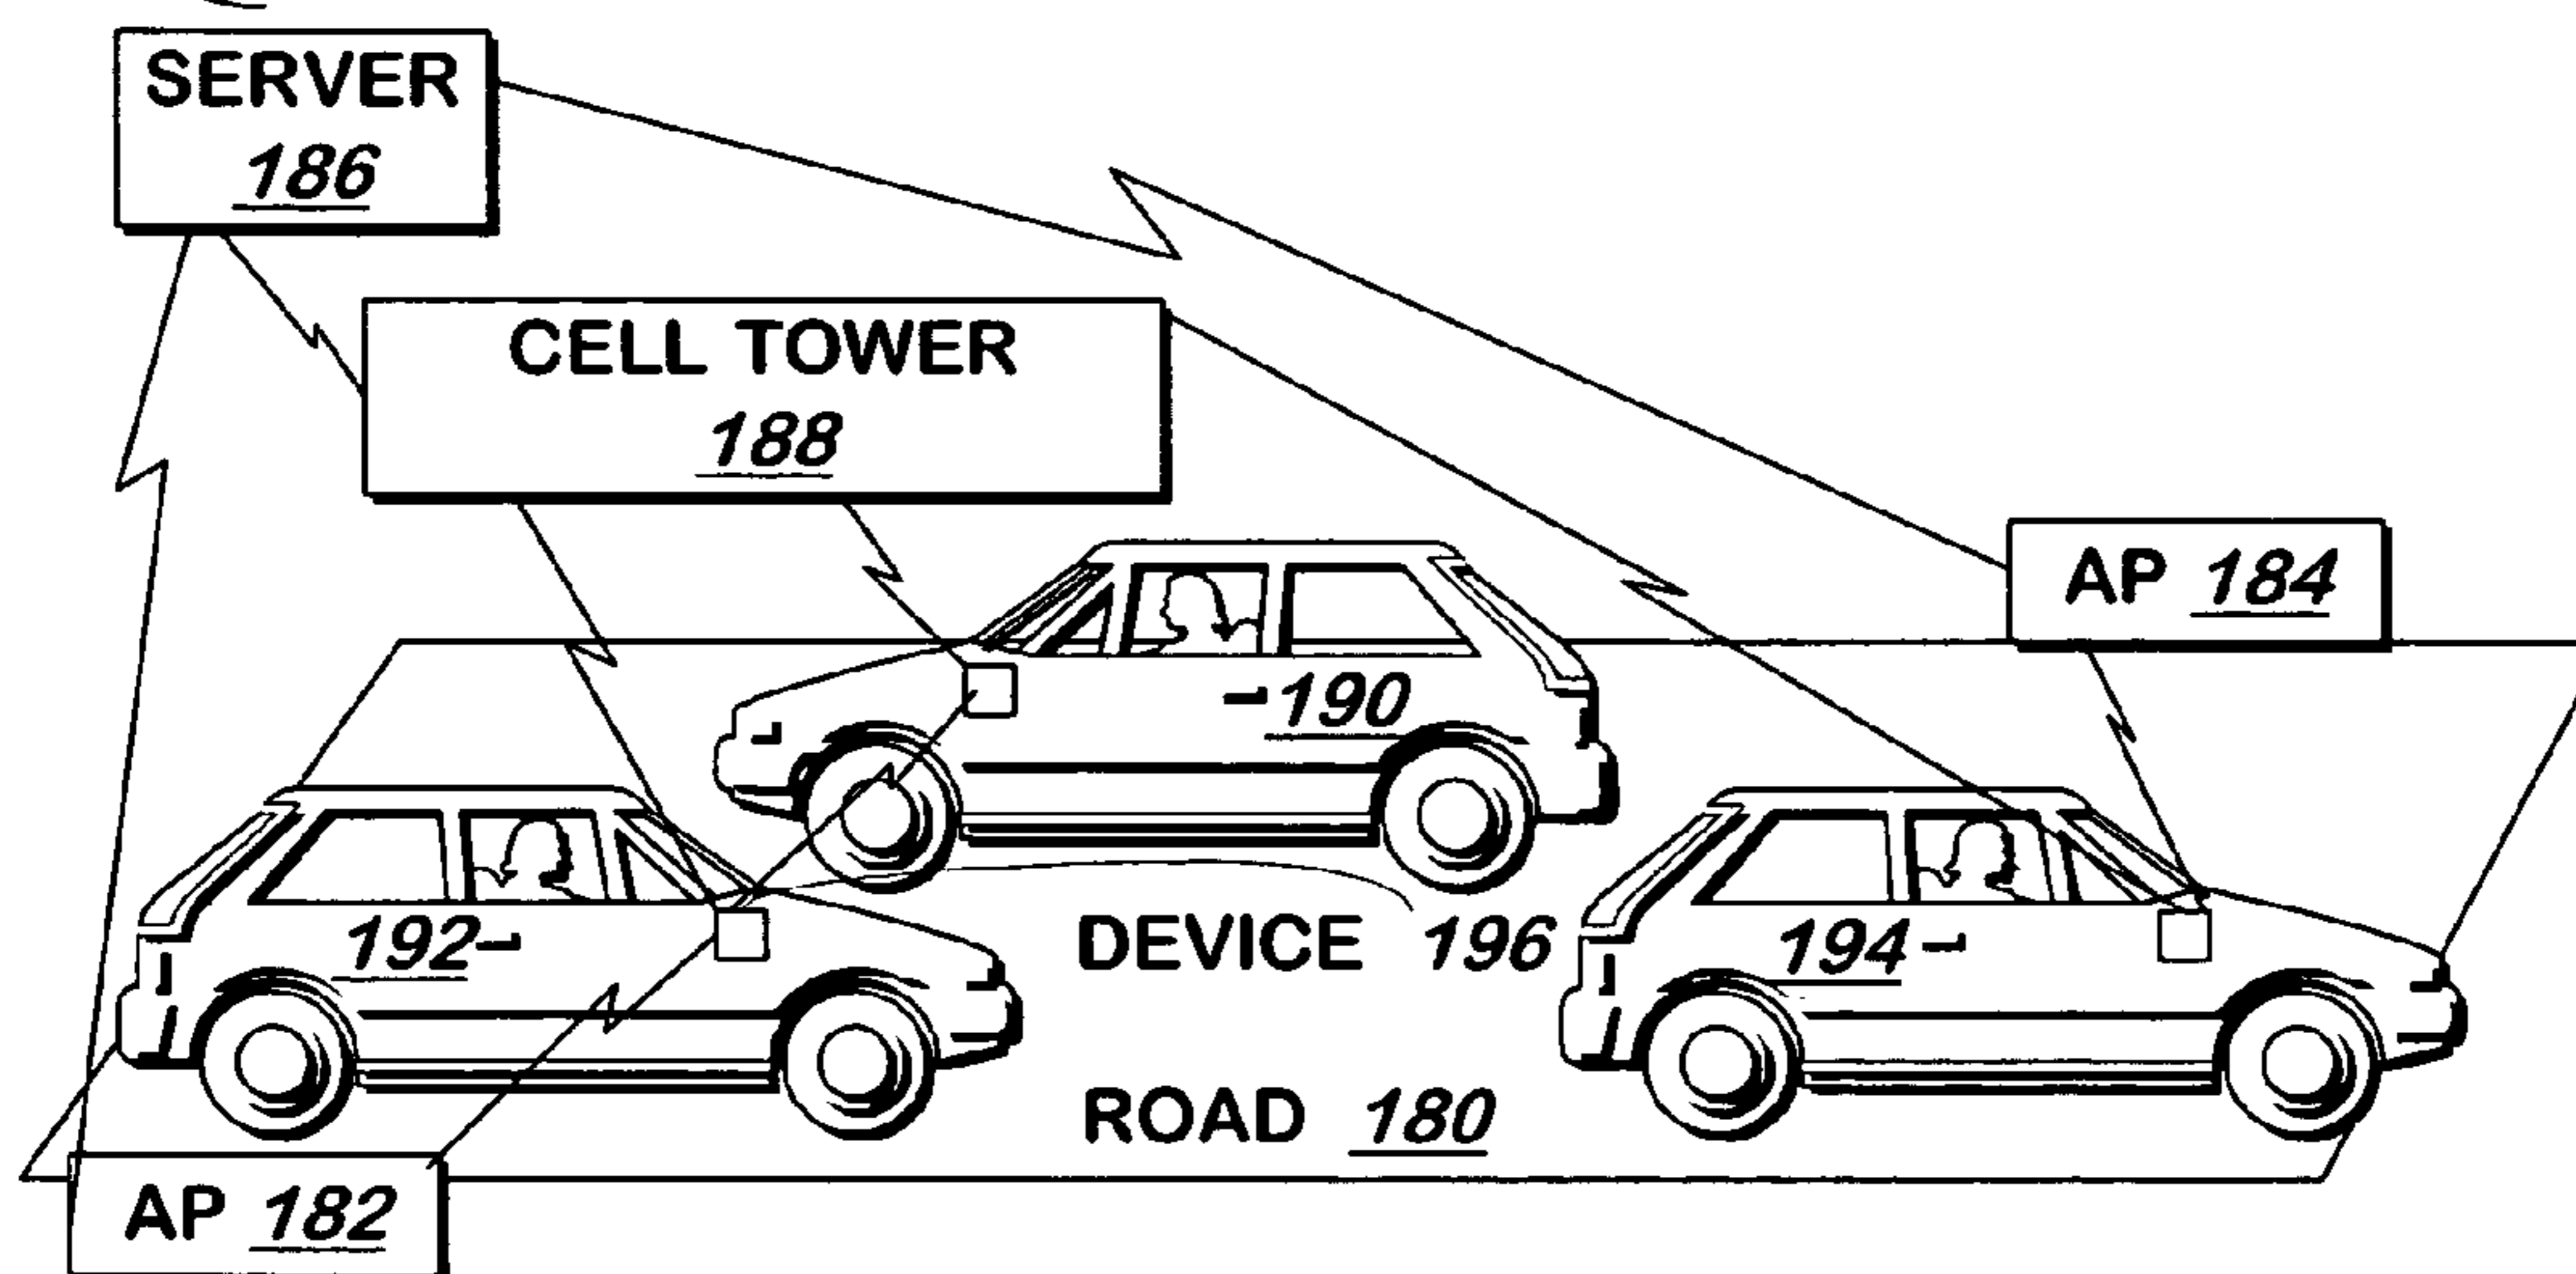 SERVER
186
CELL TOWER
188
AP 184
190
192
DEVICE 196
194
ROAD 180
AP 182